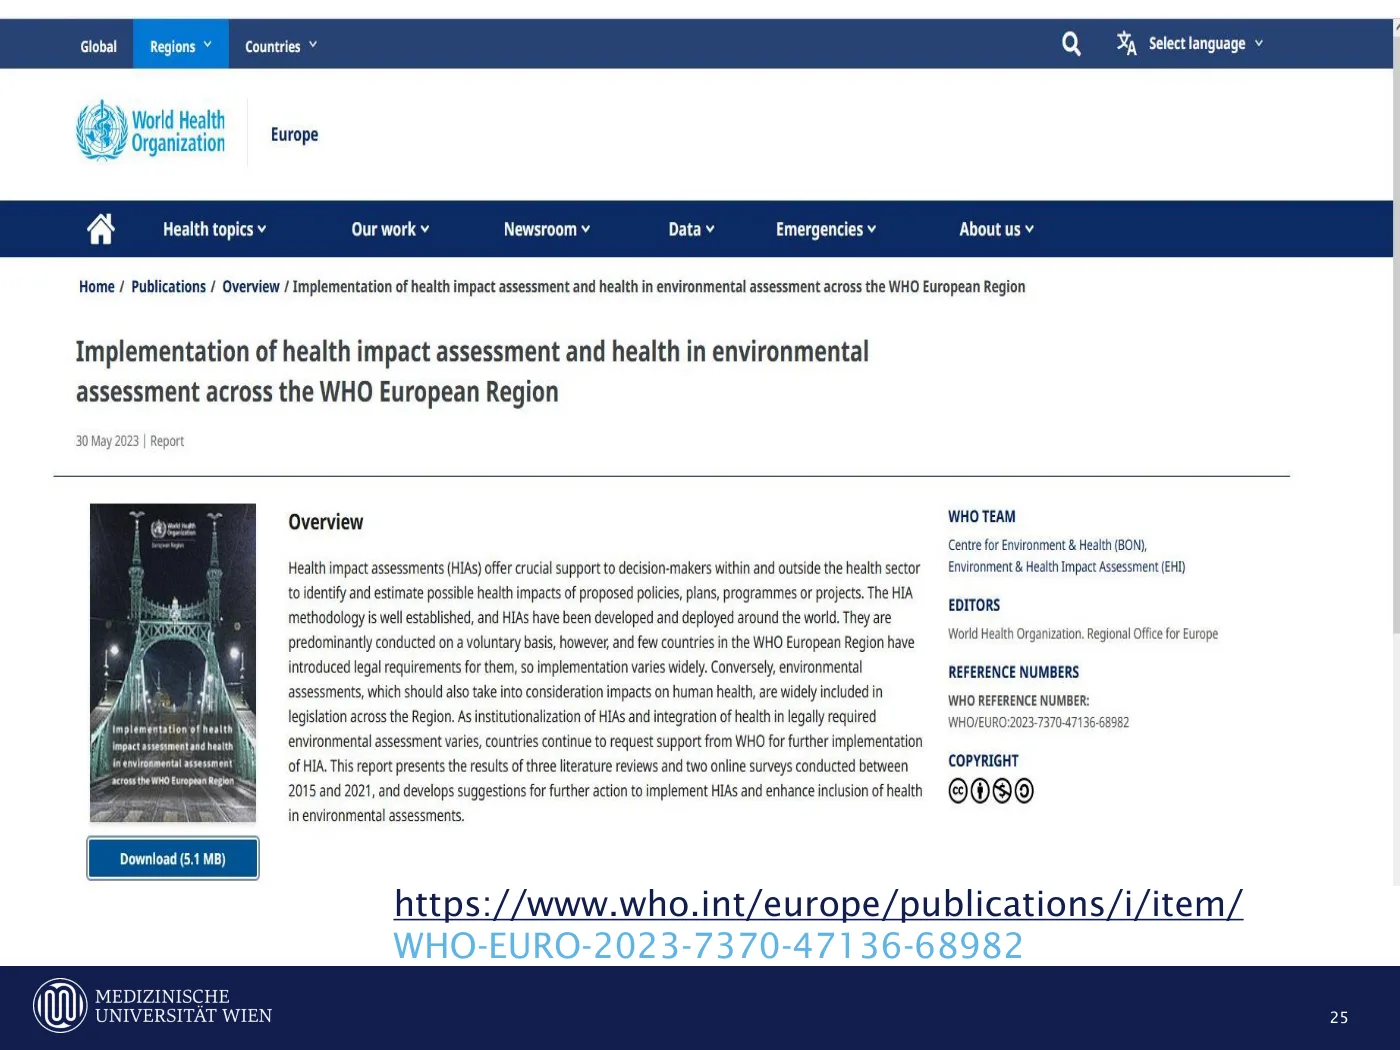 Global Regions Countries Select language
World Health
Organization
Europe
Health topics Our work Newsroom Data Emergencies About us
Home / Publications / Overview / Implementation of health impact assessment and health in environmental assessment across the WHO European Region
Implementation of health impact assessment and health in environmental
assessment across the WHO European Region
30 May 2023 | Report
World Health
Organization
European Region
Implementation of health
impact assessment and health
in environmental assessment
across the WHO European Region
Download (5.1 MB)
Overview
Health impact assessments (HIAs) offer crucial support to decision-makers within and outside the health sector
to identify and estimate possible health impacts of proposed policies, plans, programmes or projects. The HIA
methodology is well established, and HIAs have been developed and deployed around the world. They are
predominantly conducted on a voluntary basis, however, and few countries in the WHO European Region have
introduced legal requirements for them, so implementation varies widely. Conversely, environmental
assessments, which should also take into consideration impacts on human health, are widely included in
legislation across the Region. As institutionalization of HIAs and integration of health in legally required
environmental assessment varies, countries continue to request support from WHO for further implementation
of HIA. This report presents the results of three literature reviews and two online surveys conducted between
2015 and 2021, and develops suggestions for further action to implement HIAs and enhance inclusion of health
in environmental assessments.
WHO TEAM
Centre for Environment & Health (BON),
Environment & Health Impact Assessment (EHI)
EDITORS
World Health Organization. Regional Office for Europe
REFERENCE NUMBERS
WHO REFERENCE NUMBER:
WHO/EURO:2023-7370-47136-68982
COPYRIGHT
https://www.who.int/europe/publications/i/item/
WHO-EURO-2023-7370-47136-68982
MEDIZINISCHE
UNIVERSITÄT WIEN
25